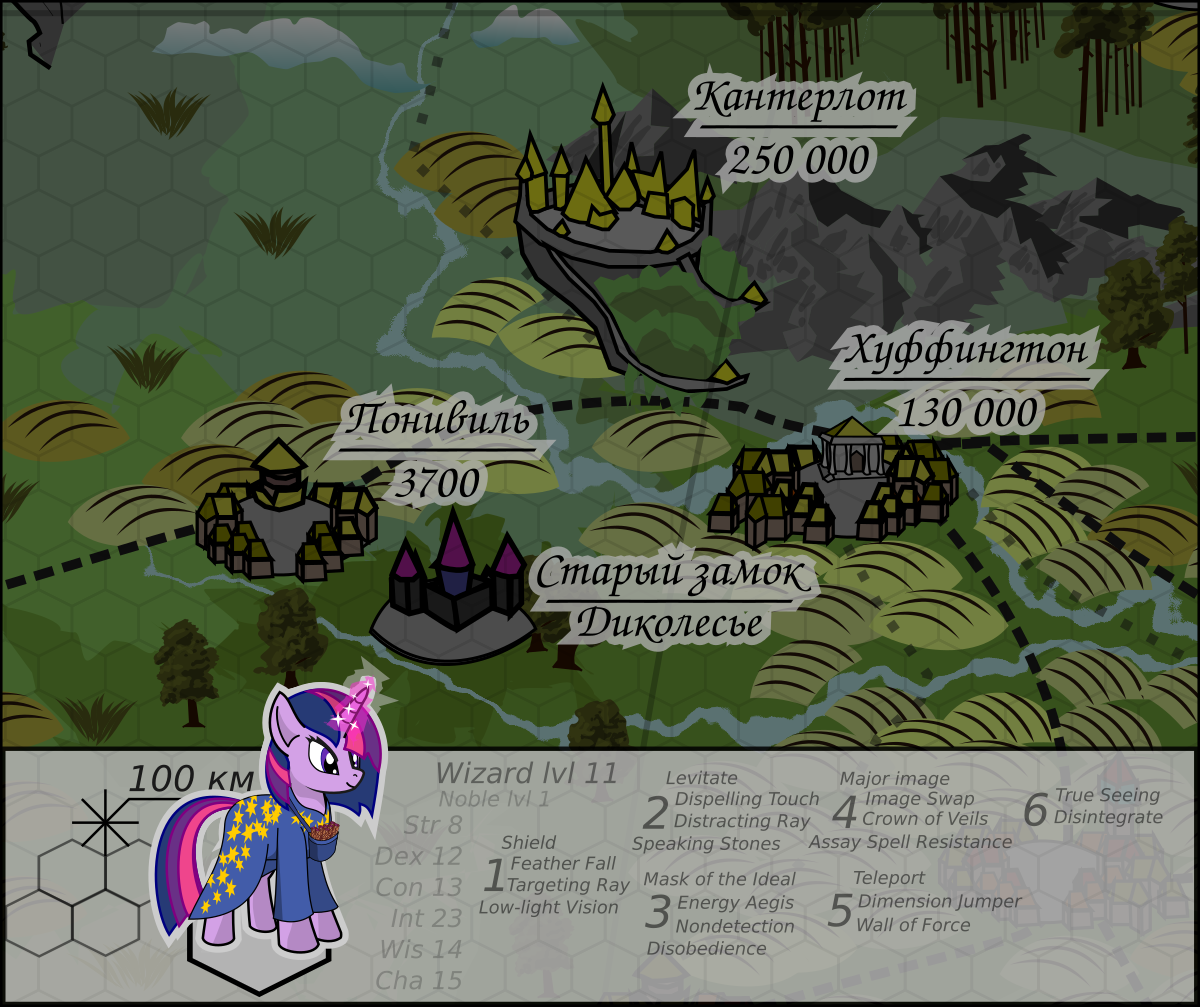 Кантерлот
250 000
Хуффингтон
130 000
Понивиль
3700
Старый замок
Диколесье
100 км
Wizard lvl 11
Noble lvl 1
Str 8
Dex 12
Con 13
Int 23
Wis 14
Cha 15
1
Shield
Feather Fall
Targeting Ray
Low-light Vision
2
Levitate
Dispelling Touch
Distracting Ray
Speaking Stones
3
Mask of the Ideal
Energy Aegis
Nondetection
Disobedience
4
Major image
Image Swap
Crown of Veils
Assay Spell Resistance
5
Teleport
Dimension Jumper
Wall of Force
6
True Seeing
Disintegrate